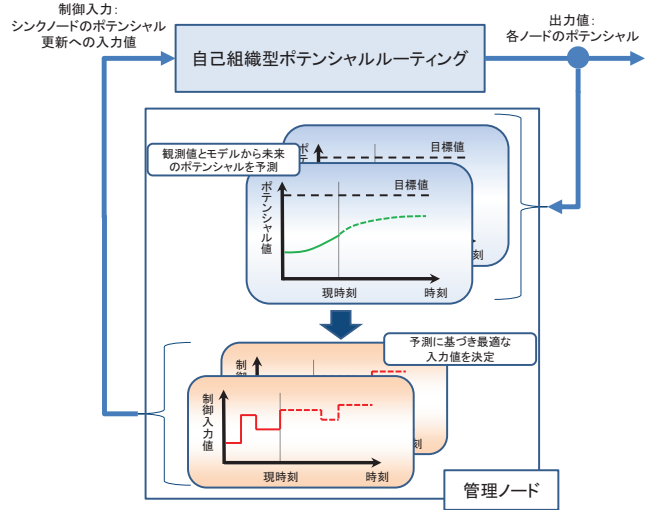 制御入力:
シンクノードのポテンシャル
更新への入力値
自己組織型ポテンシャルルーティング
出力値:
各ノードのポテンシャル
ポテ
目標値
観測値とモデルから未来
のポテンシャルを予測
ポテンシャル値
目標値
刻
現時刻
時刻
予測に基づき最適な
入力値を決定
制御
制御入力値
刻
現時刻
時刻
管理ノード